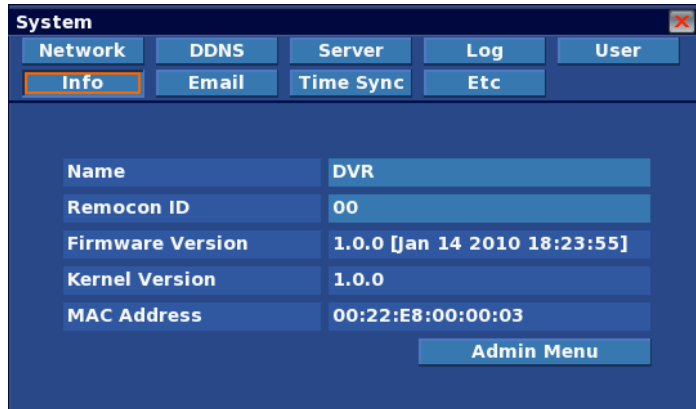 System
Network DDNS Server Log User
Info Email Time Sync Etc
Name DVR
Remocon ID 00
Firmware Version 1.0.0 [Jan 14 2010 18:23:55]
Kernel Version 1.0.0
MAC Address 00:22:E8:00:00:03
Admin Menu